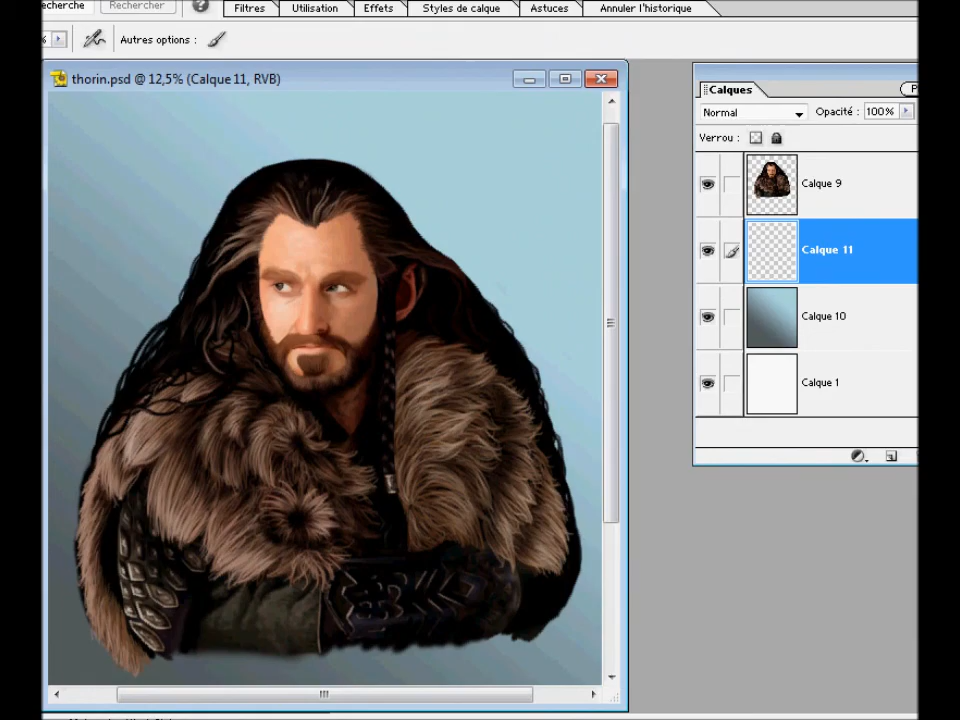 echerche
Rechercher
?
Filtres
Utilisation
Effets
Styles de calque
Astuces
Annuler l'historique
%
Autres options :
thorin.psd @ 12,5% (Calque 11, RVB)
Calques
P
Normal
Opacité : 100%
Verrou :
Calque 9
Calque 11
Calque 10
Calque 1